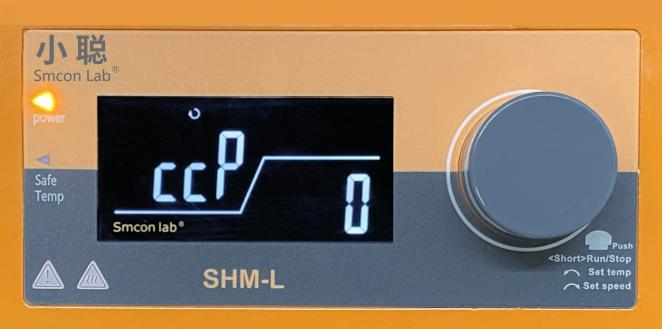 小聪
Smcon Lab®
power
Safe
Temp
ccP
0
Smcon lab®
SHM-L
Push
<Short>Run/Stop
Set temp
Set speed